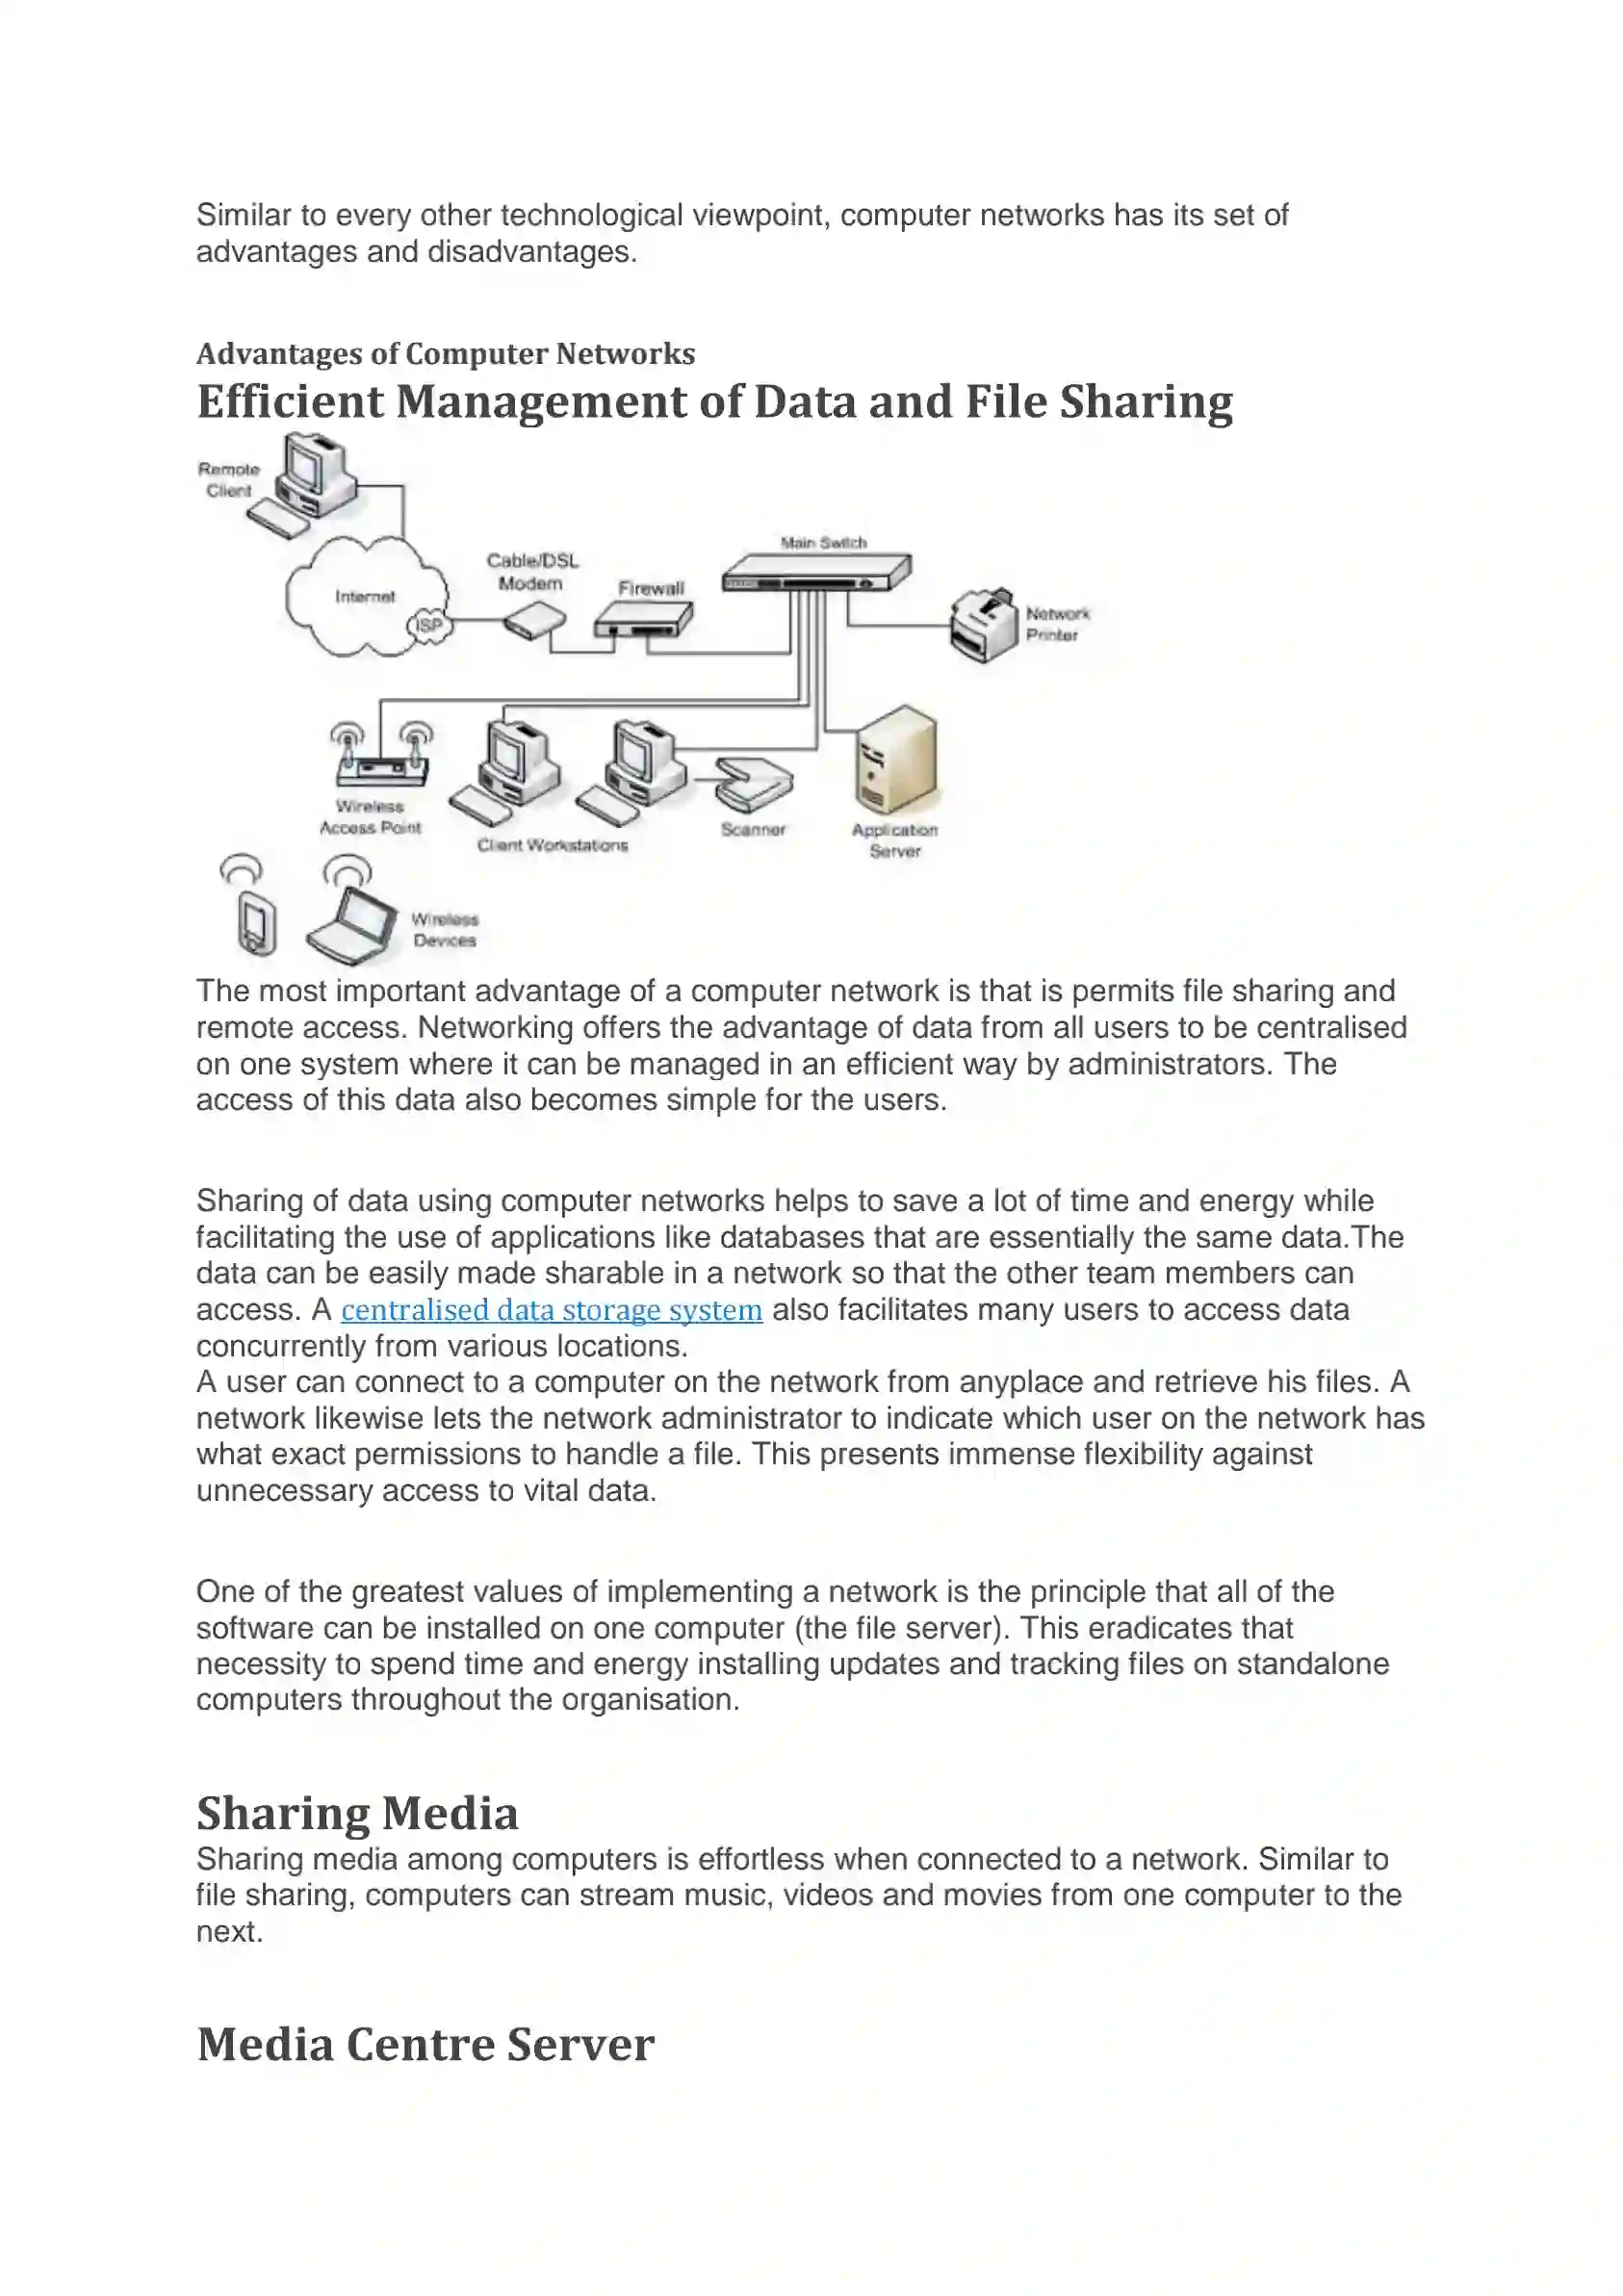 Similar to every other technological viewpoint, computer networks has its set of
advantages and disadvantages.
Advantages of Computer Networks
Efficient Management of Data and File Sharing
Remote
Client
Internet
ISP
Cable/DSL
Modem
Firewall
Main Switch
Network
Printer
Wireless
Access Point
Client Workstations
Scanner
Application
Server
Wireless
Devices
The most important advantage of a computer network is that is permits file sharing and
remote access. Networking offers the advantage of data from all users to be centralised
on one system where it can be managed in an efficient way by administrators. The
access of this data also becomes simple for the users.
Sharing of data using computer networks helps to save a lot of time and energy while
facilitating the use of applications like databases that are essentially the same data.The
data can be easily made sharable in a network so that the other team members can
access. A centralised data storage system also facilitates many users to access data
concurrently from various locations.
A user can connect to a computer on the network from anyplace and retrieve his files. A
network likewise lets the network administrator to indicate which user on the network has
what exact permissions to handle a file. This presents immense flexibility against
unnecessary access to vital data.
One of the greatest values of implementing a network is the principle that all of the
software can be installed on one computer (the file server). This eradicates that
necessity to spend time and energy installing updates and tracking files on standalone
computers throughout the organisation.
Sharing Media
Sharing media among computers is effortless when connected to a network. Similar to
file sharing, computers can stream music, videos and movies from one computer to the
next.
Media Centre Server